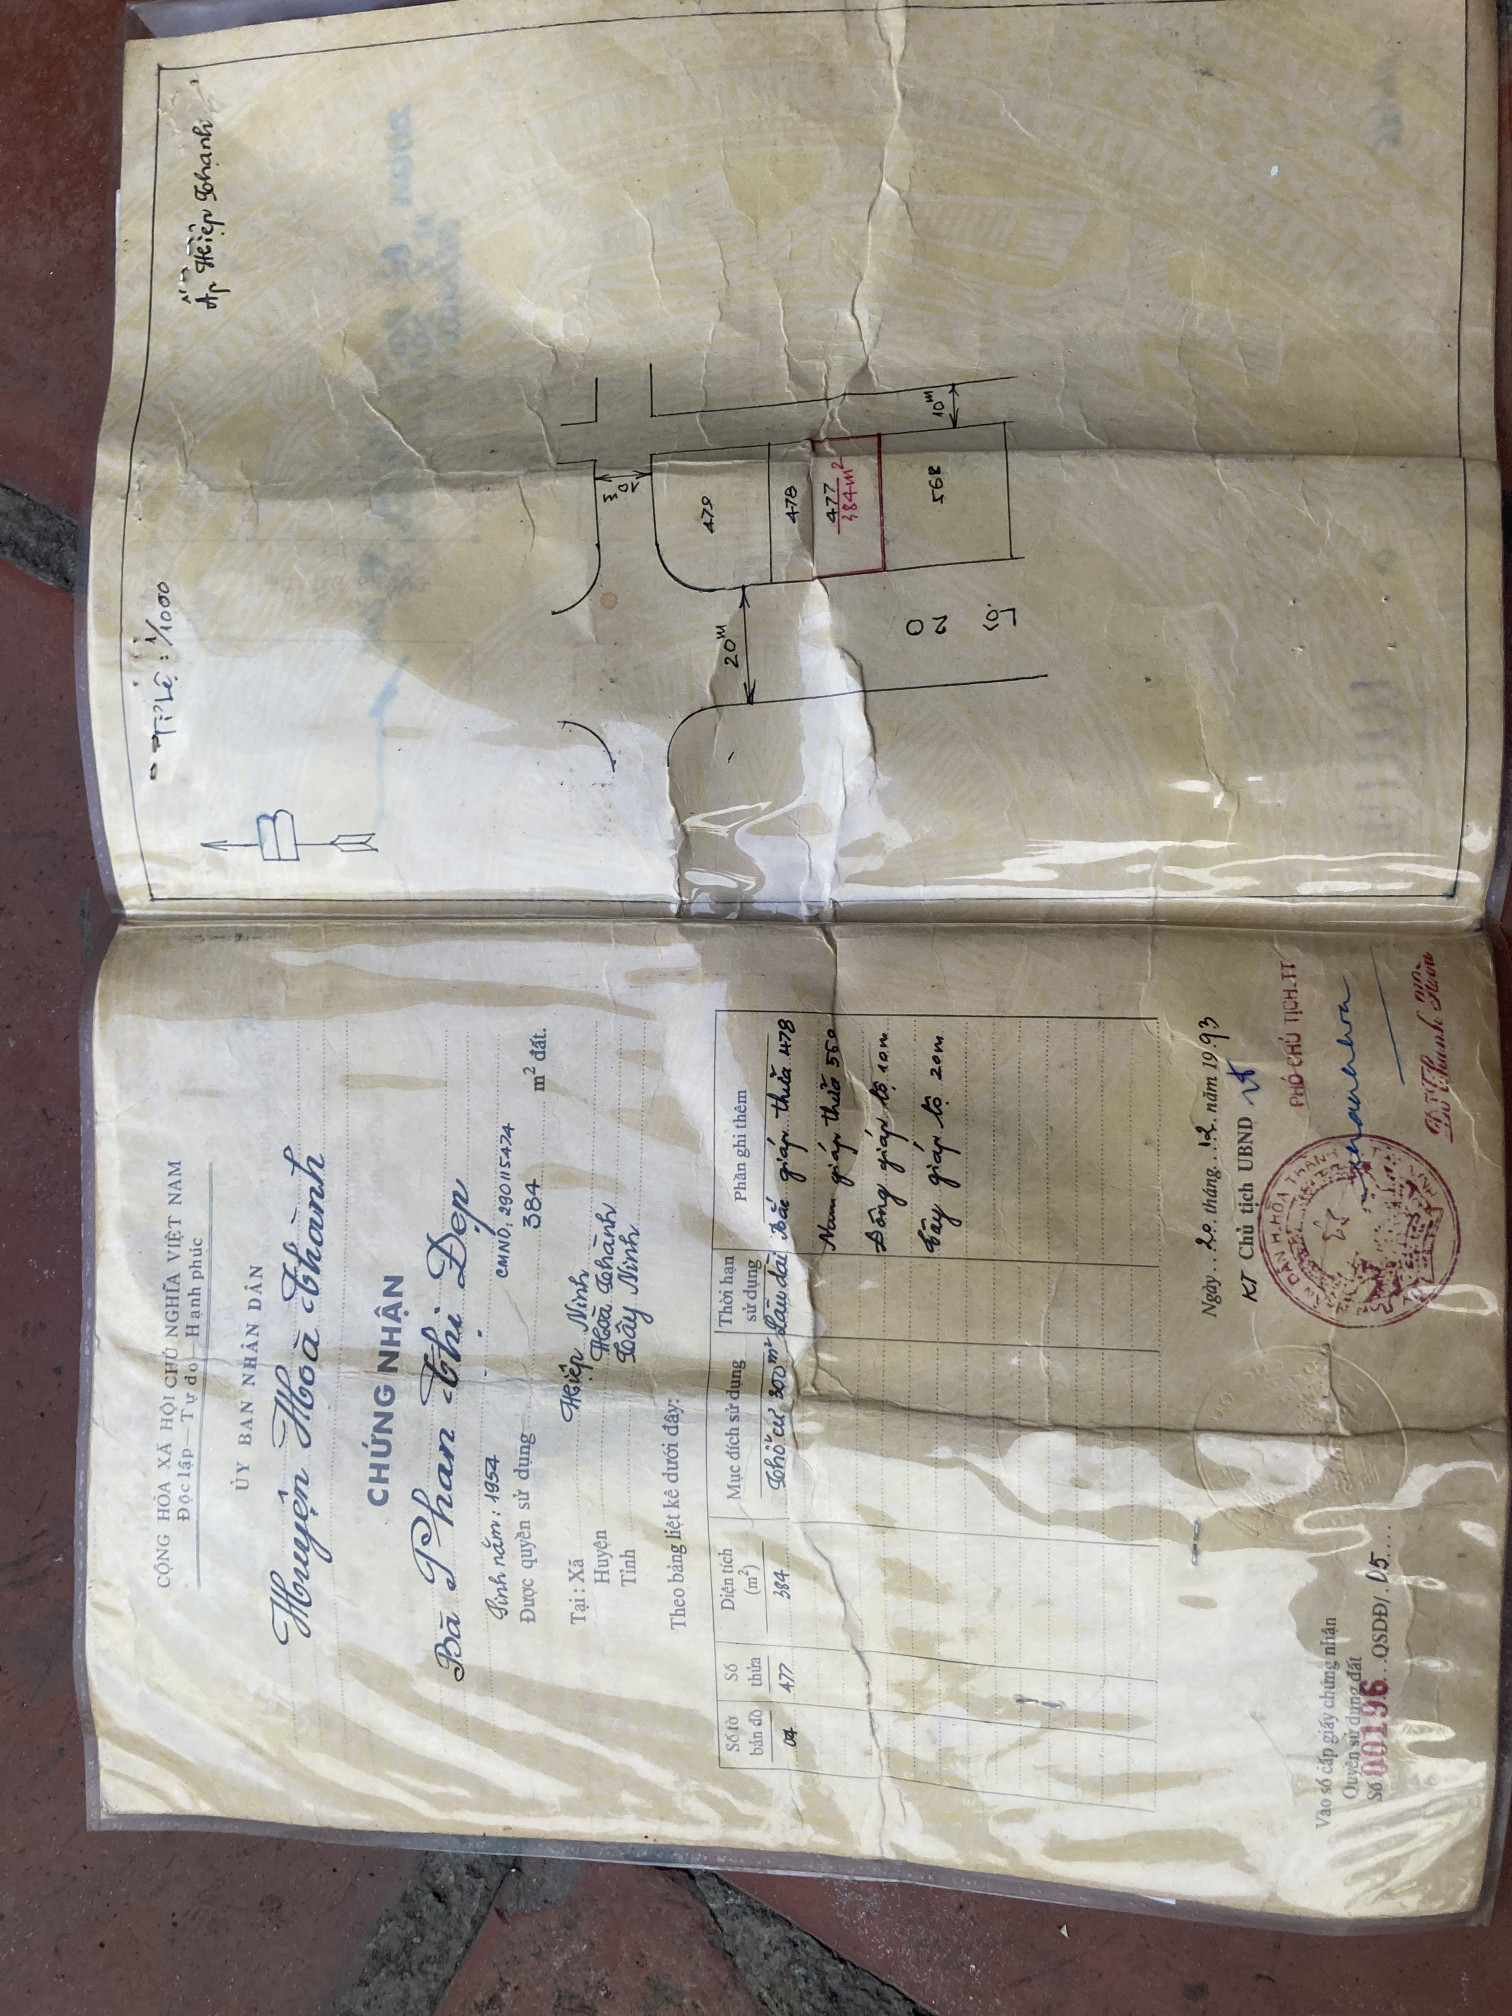 CỘNG HÒA XÃ HỘI CHỦ NGHĨA VIỆT NAM
Độc lập — Tự do — Hạnh phúc
ỦY BAN NHÂN DÂN
Huyện Hoà Thành
CHỨNG NHẬN
Bà Phan Thị Đẹp
Sinh năm: 1954 CMND: 290115474
Được quyền sử dụng 384 m² đất.
Tại: Xã Hiệp Ninh
Huyện Hoà Thành
Tỉnh Tây Ninh
Theo bảng liệt kê dưới đây:
Số tờ bản đồ Số thửa Diện tích (m²) Mục đích sử dụng Thời hạn sử dụng Phần ghi thêm
04 477 384 Thổ cư 300m² Lâu dài Bắc giáp thửa 478
Nam giáp thửa
Đông giáp lộ 10m
Tây giáp lộ 20m
Ngày 20 tháng 12 năm 1993
KT Chủ tịch UBND
PHÓ CHỦ TỊCH.TT
Vào sổ cấp giấy chứng nhận
Quyền sử dụng đất
Số 00196 QSDĐ/ D5
Tỉ Lệ: 1/1000
Ấp Hiệp Thạnh
B
10m
479
20m
478
477
384m²
568
10m
LỘ 20